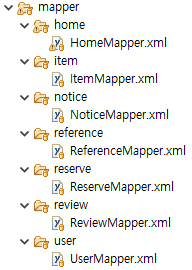 mapper
home
HomeMapper.xml
item
ItemMapper.xml
notice
NoticeMapper.xml
reference
ReferenceMapper.xml
reserve
ReserveMapper.xml
review
ReviewMapper.xml
user
UserMapper.xml